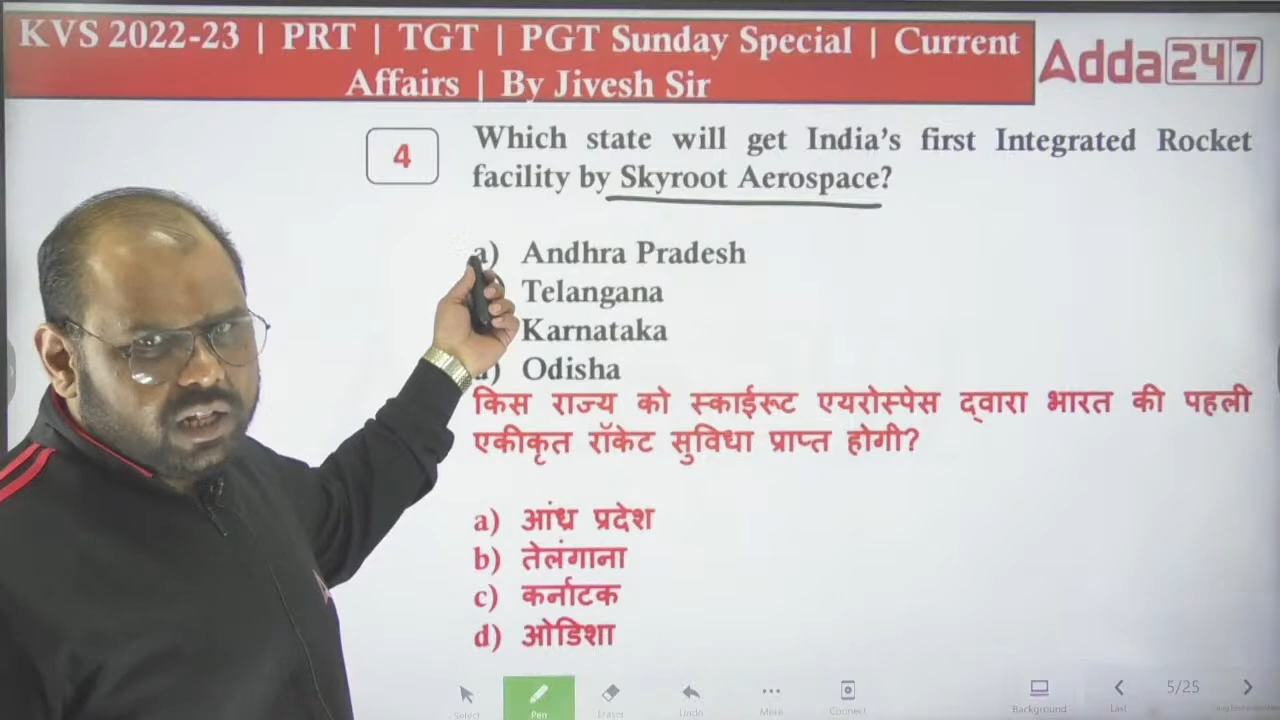 KVS 2022-23 | PRT | TGT | PGT Sunday Special | Current
Affairs | By Jivesh Sir
Adda247
4
Which state will get India's first Integrated Rocket
facility by Skyroot Aerospace?
a) Andhra Pradesh
Telangana
Karnataka
d) Odisha
किस राज्य को स्काईरूट एयरोस्पेस द्वारा भारत की पहली
एकीकृत रॉकेट सुविधा प्राप्त होगी?
a) आंध्र प्रदेश
b) तेलंगाना
c) कर्नाटक
d) ओडिशा
Select Pen Eraser Undo More Connect Background Last 5/25